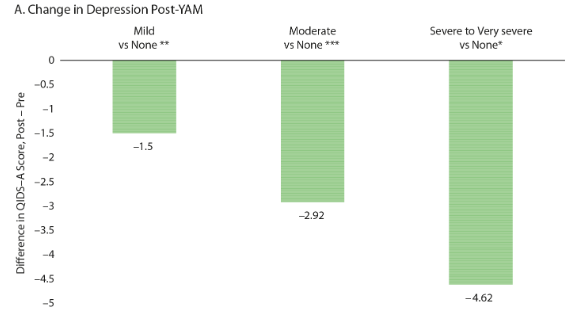 A. Change in Depression Post-YAM
Mild
vs None **
Moderate
vs None ***
Severe to Very severe
vs None*
Difference in QIDS–A Score, Post – Pre
0
–0.5
–1
–1.5
–2
–2.5
–3
–3.5
–4
–4.5
–5
–1.5
–2.92
–4.62